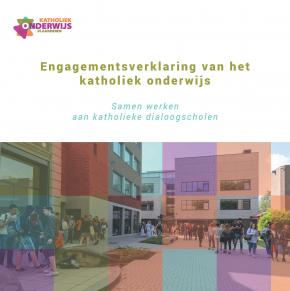 KATHOLIEK
ONDERWIJS
VLAANDEREN
Engagementsverklaring van het
katholiek onderwijs
Samen werken
aan katholieke dialoogscholen